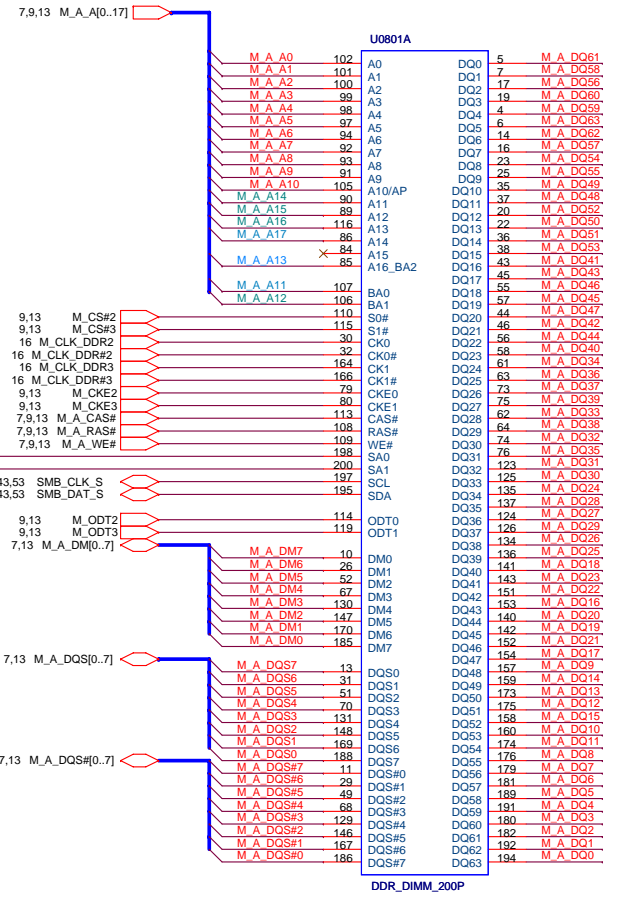 7,9,13 M_A_A[0..17]
U0801A
M_A_A0 102 A0
M_A_A1 101 A1
M_A_A2 100 A2
M_A_A3 99 A3
M_A_A4 98 A4
M_A_A5 97 A5
M_A_A6 94 A6
M_A_A7 92 A7
M_A_A8 93 A8
M_A_A9 91 A9
M_A_A10 105 A10/AP
M_A_A14 90 A11
M_A_A15 89 A12
M_A_A16 116 A13
M_A_A17 86 A14
84 A15
M_A_A13 85 A16_BA2
M_A_A11 107 BA0
M_A_A12 106 BA1
9,13 M_CS#2 110 S0#
9,13 M_CS#3 115 S1#
16 M_CLK_DDR2 30 CK0
16 M_CLK_DDR#2 32 CK0#
16 M_CLK_DDR3 164 CK1
16 M_CLK_DDR#3 166 CK1#
9,13 M_CKE2 79 CKE0
9,13 M_CKE3 80 CKE1
7,9,13 M_A_CAS# 113 CAS#
7,9,13 M_A_RAS# 108 RAS#
7,9,13 M_A_WE# 109 WE#
198 SA0
200 SA1
43,53 SMB_CLK_S 197 SCL
43,53 SMB_DAT_S 195 SDA
9,13 M_ODT2 114 ODT0
9,13 M_ODT3 119 ODT1
7,13 M_A_DM[0..7]
M_A_DM7 10 DM0
M_A_DM6 26 DM1
M_A_DM5 52 DM2
M_A_DM4 67 DM3
M_A_DM3 130 DM4
M_A_DM2 147 DM5
M_A_DM1 170 DM6
M_A_DM0 185 DM7
7,13 M_A_DQS[0..7]
M_A_DQS7 13 DQS0
M_A_DQS6 31 DQS1
M_A_DQS5 51 DQS2
M_A_DQS4 70 DQS3
M_A_DQS3 131 DQS4
M_A_DQS2 148 DQS5
M_A_DQS1 169 DQS6
M_A_DQS0 188 DQS7
7,13 M_A_DQS#[0..7]
M_A_DQS#7 11 DQS#0
M_A_DQS#6 29 DQS#1
M_A_DQS#5 49 DQS#2
M_A_DQS#4 68 DQS#3
M_A_DQS#3 129 DQS#4
M_A_DQS#2 146 DQS#5
M_A_DQS#1 167 DQS#6
M_A_DQS#0 186 DQS#7
DQ0 5 M_A_DQ61
DQ1 7 M_A_DQ58
DQ2 17 M_A_DQ56
DQ3 19 M_A_DQ60
DQ4 4 M_A_DQ59
DQ5 6 M_A_DQ63
DQ6 14 M_A_DQ62
DQ7 16 M_A_DQ57
DQ8 23 M_A_DQ54
DQ9 25 M_A_DQ55
DQ10 35 M_A_DQ49
DQ11 37 M_A_DQ48
DQ12 20 M_A_DQ52
DQ13 22 M_A_DQ50
DQ14 36 M_A_DQ51
DQ15 38 M_A_DQ53
DQ16 43 M_A_DQ41
DQ17 45 M_A_DQ43
DQ18 55 M_A_DQ46
DQ19 57 M_A_DQ45
DQ20 44 M_A_DQ47
DQ21 46 M_A_DQ42
DQ22 56 M_A_DQ44
DQ23 58 M_A_DQ40
DQ24 61 M_A_DQ34
DQ25 63 M_A_DQ36
DQ26 73 M_A_DQ37
DQ27 75 M_A_DQ39
DQ28 62 M_A_DQ33
DQ29 64 M_A_DQ38
DQ30 74 M_A_DQ32
DQ31 76 M_A_DQ35
DQ32 123 M_A_DQ31
DQ33 125 M_A_DQ30
DQ34 135 M_A_DQ24
DQ35 137 M_A_DQ28
DQ36 124 M_A_DQ27
DQ37 126 M_A_DQ29
DQ38 134 M_A_DQ26
DQ39 136 M_A_DQ25
DQ40 141 M_A_DQ18
DQ41 143 M_A_DQ23
DQ42 151 M_A_DQ22
DQ43 153 M_A_DQ16
DQ44 140 M_A_DQ20
DQ45 142 M_A_DQ19
DQ46 152 M_A_DQ21
DQ47 154 M_A_DQ17
DQ48 157 M_A_DQ9
DQ49 159 M_A_DQ14
DQ50 173 M_A_DQ13
DQ51 175 M_A_DQ12
DQ52 158 M_A_DQ15
DQ53 160 M_A_DQ10
DQ54 174 M_A_DQ11
DQ55 176 M_A_DQ8
DQ56 179 M_A_DQ7
DQ57 181 M_A_DQ6
DQ58 189 M_A_DQ5
DQ59 191 M_A_DQ4
DQ60 180 M_A_DQ3
DQ61 182 M_A_DQ2
DQ62 192 M_A_DQ1
DQ63 194 M_A_DQ0
DDR_DIMM_200P